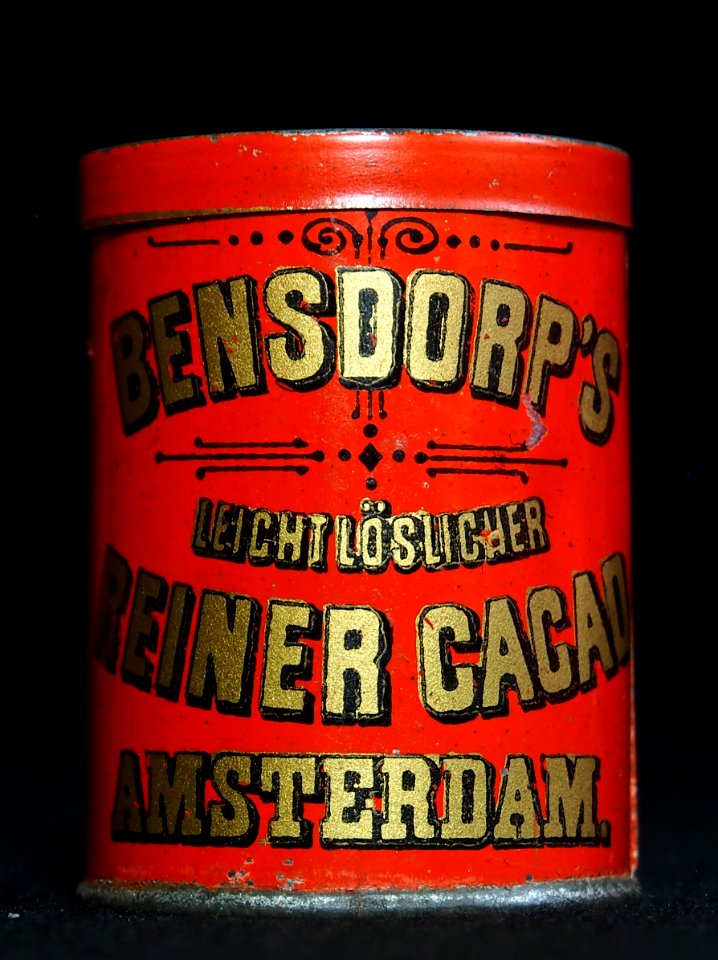 BENSDORP'S
LEICHT LÖSLICHER
REINER CACAO
AMSTERDAM.